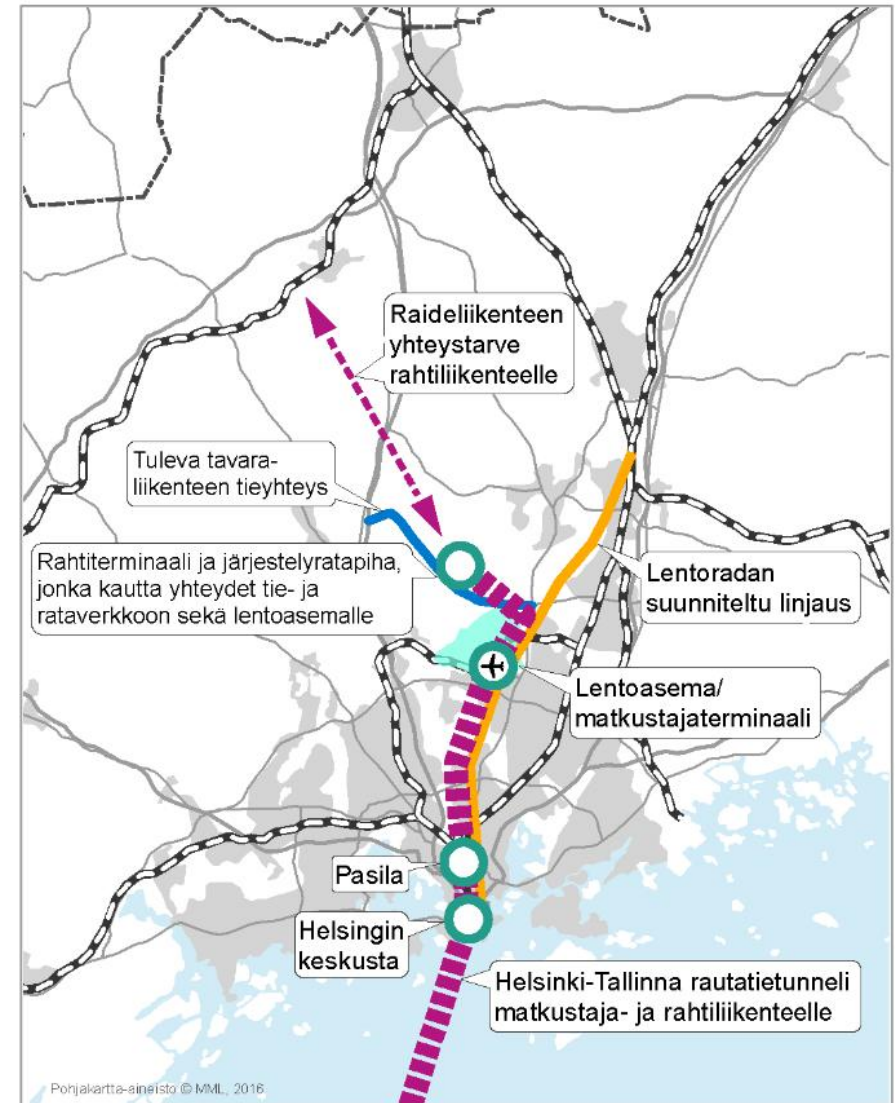 Raideliikenteen
yhteystarve
rahtiliikenteelle
Tuleva tavara-
liikenteen tieyhteys
Rahtiterminaali ja järjestelyratapiha,
jonka kautta yhteydet tie- ja
rataverkkoon sekä lentoasemalle
Lentoradan
suunniteltu linjaus
Lentoasema/
matkustajaterminaali
Pasila
Helsingin
keskusta
Helsinki-Tallinna rautatietunneli
matkustaja- ja rahtiliikenteelle
Pohjakartta-aineisto © MML, 2016